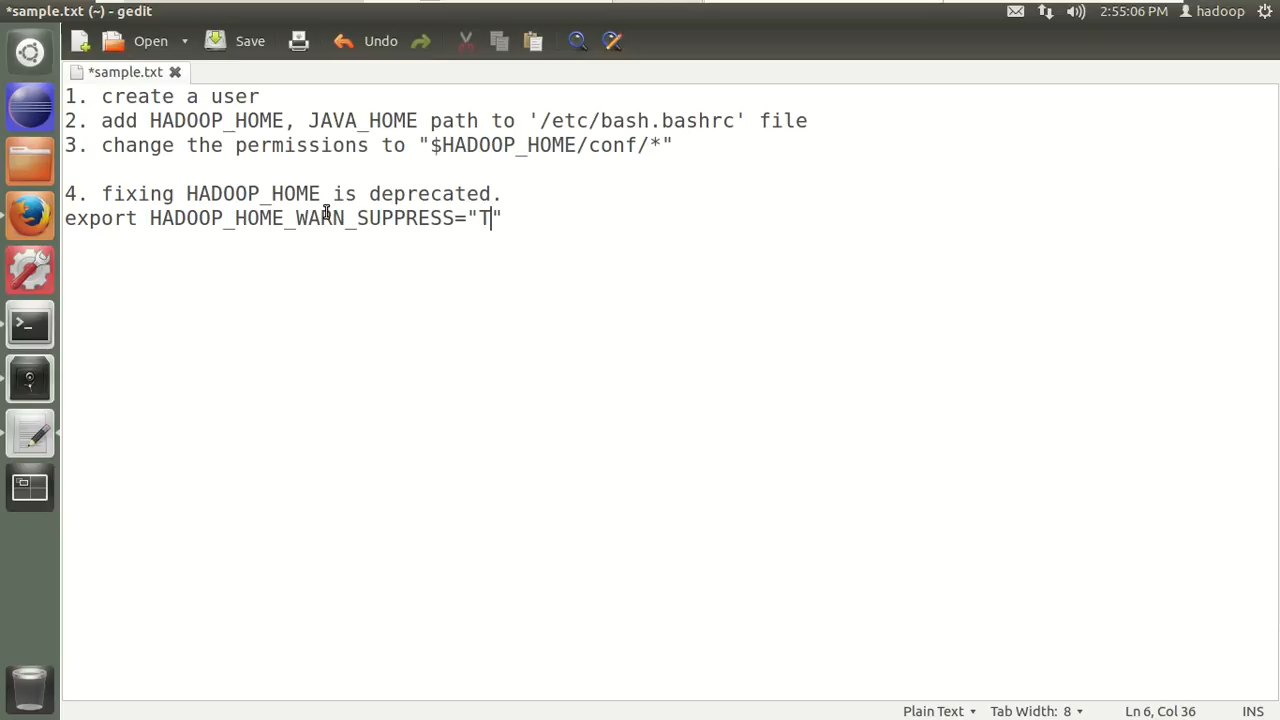 *sample.txt (~) - gedit
2:55:06 PM
hadoop
Open
Save
Undo
*sample.txt
1. create a user
2. add HADOOP_HOME, JAVA_HOME path to '/etc/bash.bashrc' file
3. change the permissions to "$HADOOP_HOME/conf/*"
4. fixing HADOOP_HOME is deprecated.
export HADOOP_HOME_WARN_SUPPRESS="T"
Plain Text
Tab Width: 8
Ln 6, Col 36
INS